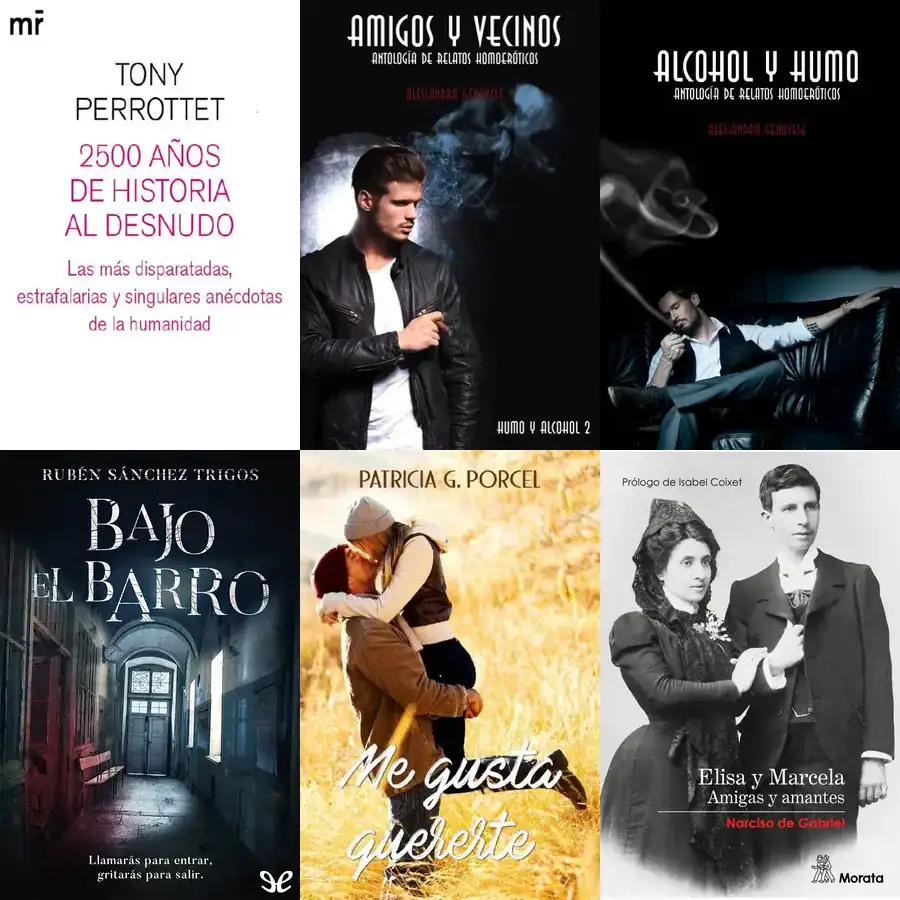 mr
TONY
PERROTTET
2500 AÑOS
DE HISTORIA
AL DESNUDO
Las más disparatadas,
estrafalarias y singulares anécdotas
de la humanidad
AMIGOS Y VECINOS
ANTOLOGÍA DE RELATOS HOMOERÓTICOS
ALESSANDRA GENOVESE
HUMO Y ALCOHOL 2
ALCOHOL Y HUMO
ANTOLOGÍA DE RELATOS HOMOERÓTICOS
ALESSANDRA GENOVESE
RUBÉN SÁNCHEZ TRIGOS
BAJO
EL BARRO
Llamarás para entrar,
gritarás para salir.
PATRICIA G. PORCEL
Me gusta
quererte
Prólogo de Isabel Coixet
Elisa y Marcela
Amigas y amantes
Narciso de Gabriel
Morata